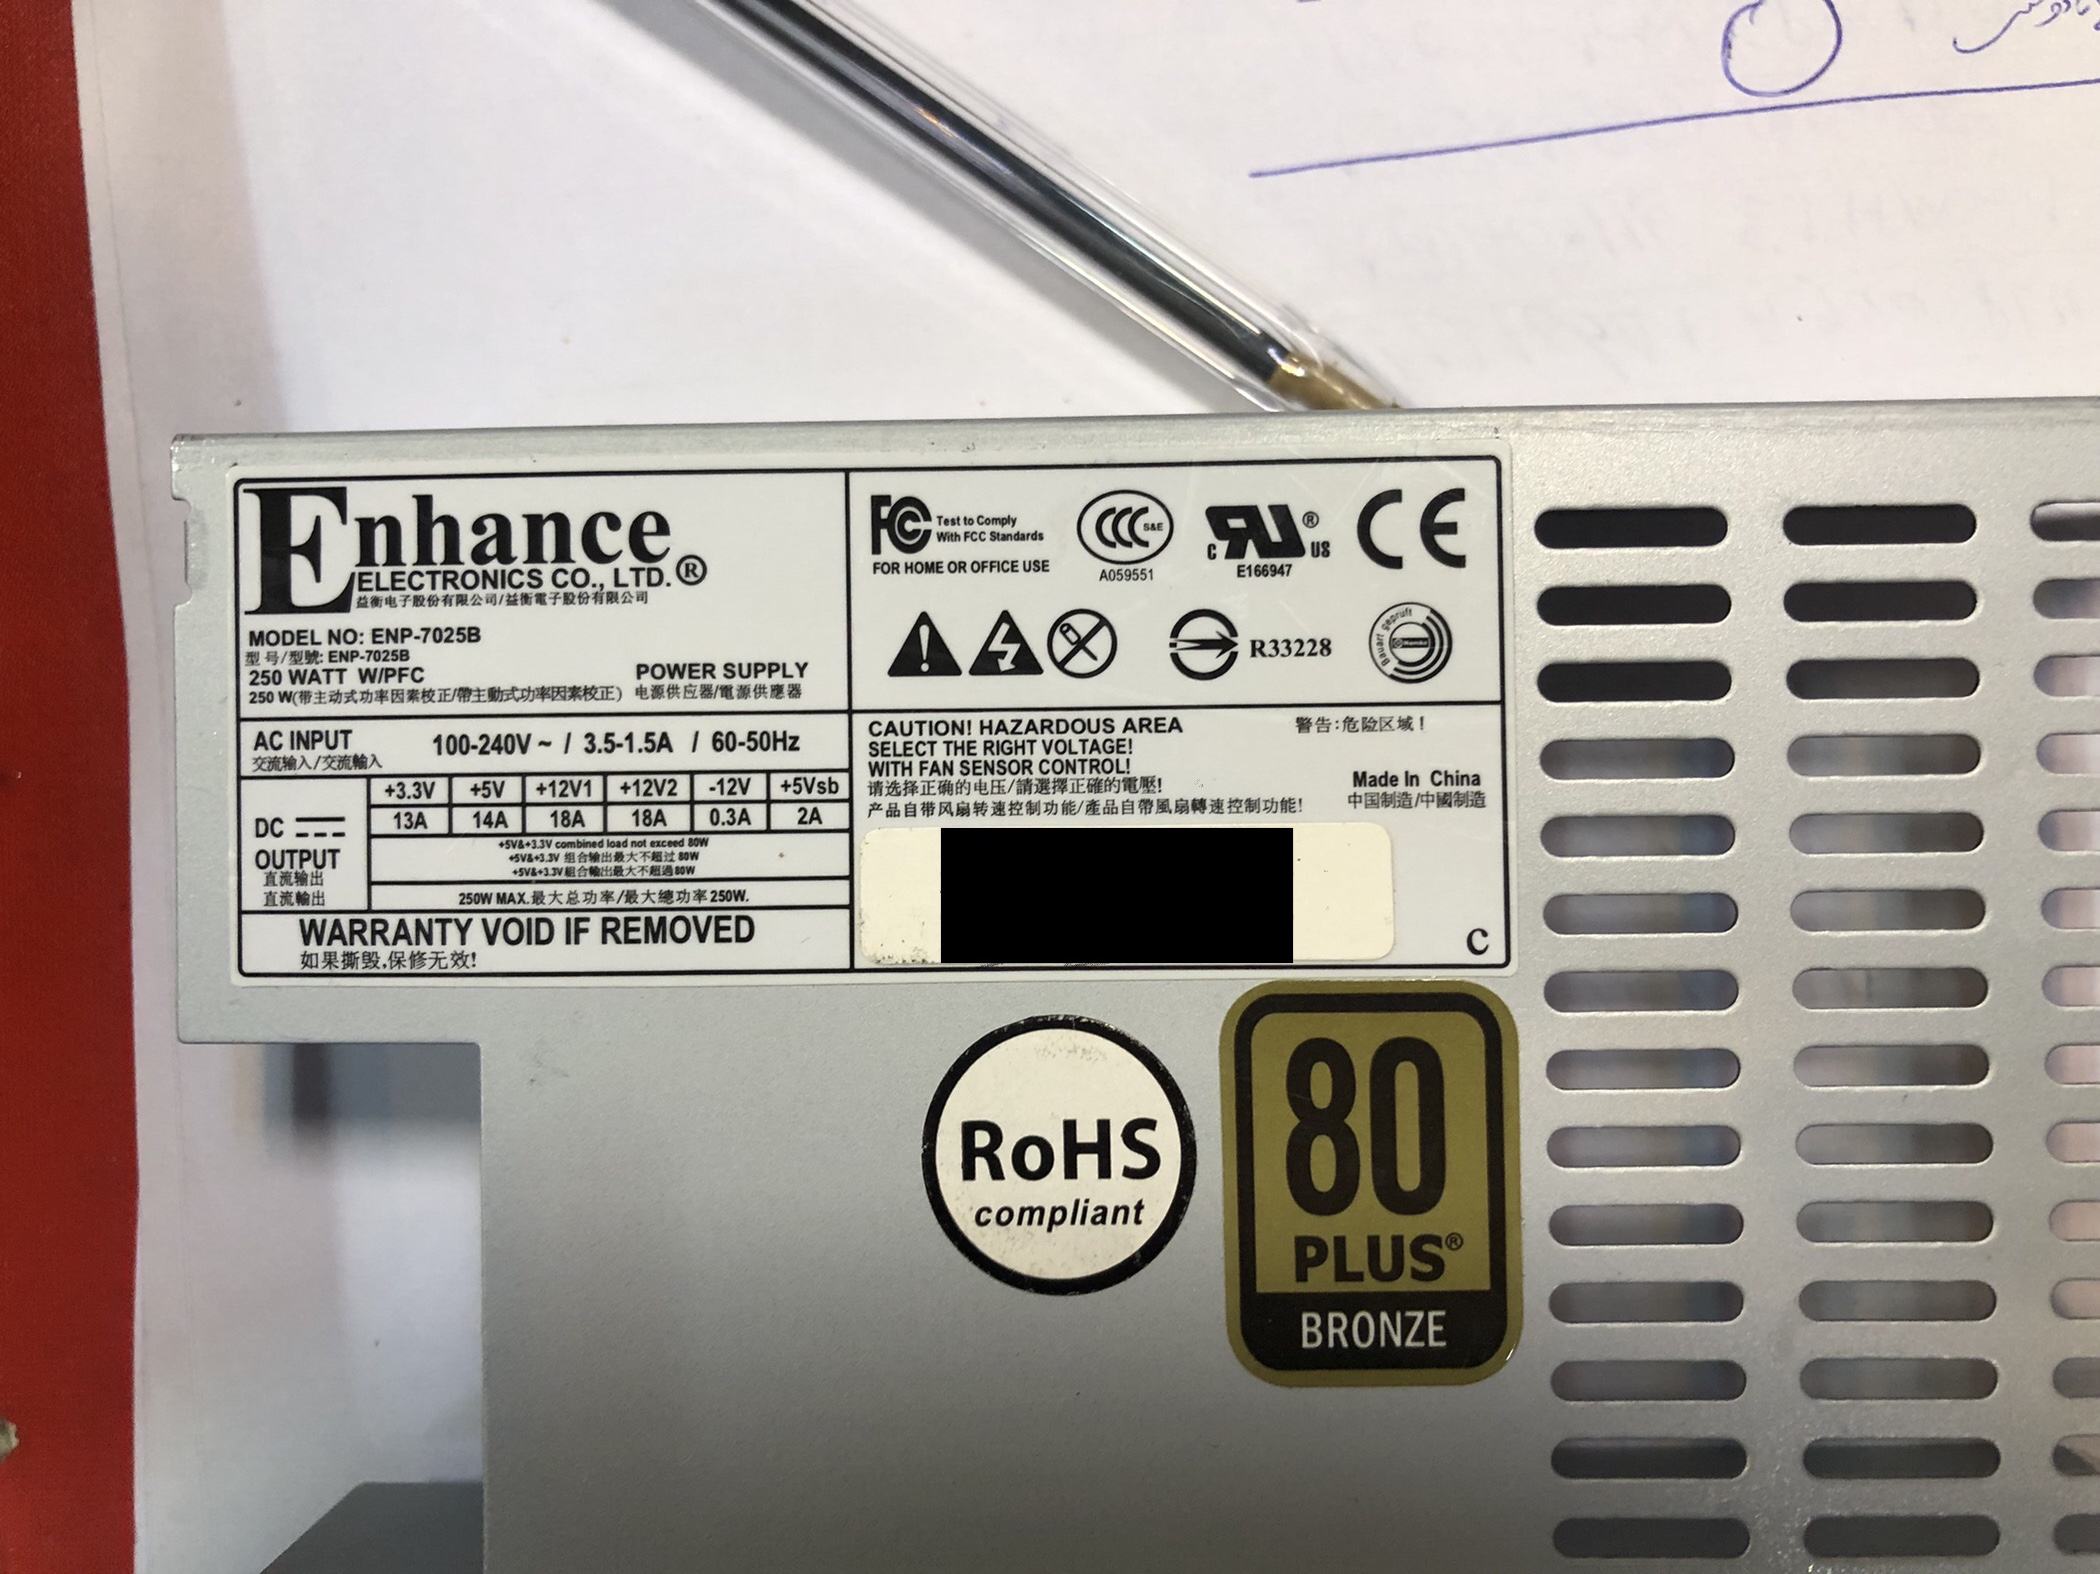 Enhance®
ELECTRONICS CO., LTD.
益衡电子股份有限公司/益衡電子股份有限公司
MODEL NO: ENP-7025B
型号/型號: ENP-7025B
250 WATT W/PFC
POWER SUPPLY
250 W(带主动式功率因素校正/帶主動式功率因素校正)
电源供应器/電源供應器
AC INPUT 100-240V ~ / 3.5-1.5A / 60-50Hz
交流输入/交流輸入
DC OUTPUT
直流输出
直流輸出
+3.3V +5V +12V1 +12V2 -12V +5Vsb
13A 14A 18A 18A 0.3A 2A
+5V&+3.3V combined load not exceed 80W
+5V&+3.3V 组合输出最大不超过 80W
+5V&+3.3V 組合輸出最大不超過 80W
250W MAX.最大总功率/最大總功率 250W.
WARRANTY VOID IF REMOVED
如果撕毁,保修无效!
FC Test to Comply
With FCC Standards
FOR HOME OR OFFICE USE
CCC S&E
A059551
c RU ® US
E166947
CE
R33228
Bauart geprüft
CAUTION! HAZARDOUS AREA
警告:危险区域!
SELECT THE RIGHT VOLTAGE!
WITH FAN SENSOR CONTROL!
请选择正确的电压/請選擇正確的電壓!
产品自带风扇转速控制功能/產品自帶風扇轉速控制功能!
Made In China
中国制造/中國制造
C
RoHS
compliant
80
PLUS®
BRONZE